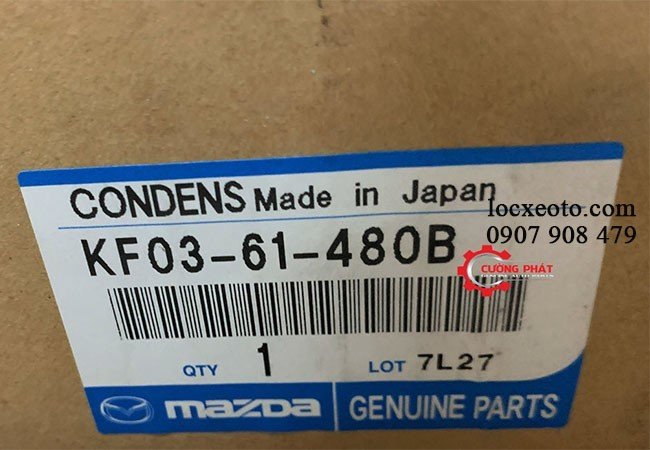 CONDENS Made in Japan
locxeoto.com
KF03-61-480B
0907 908 479
CƯỜNG PHÁT
QTY 1 LOT 7L27
mazda GENUINE PARTS